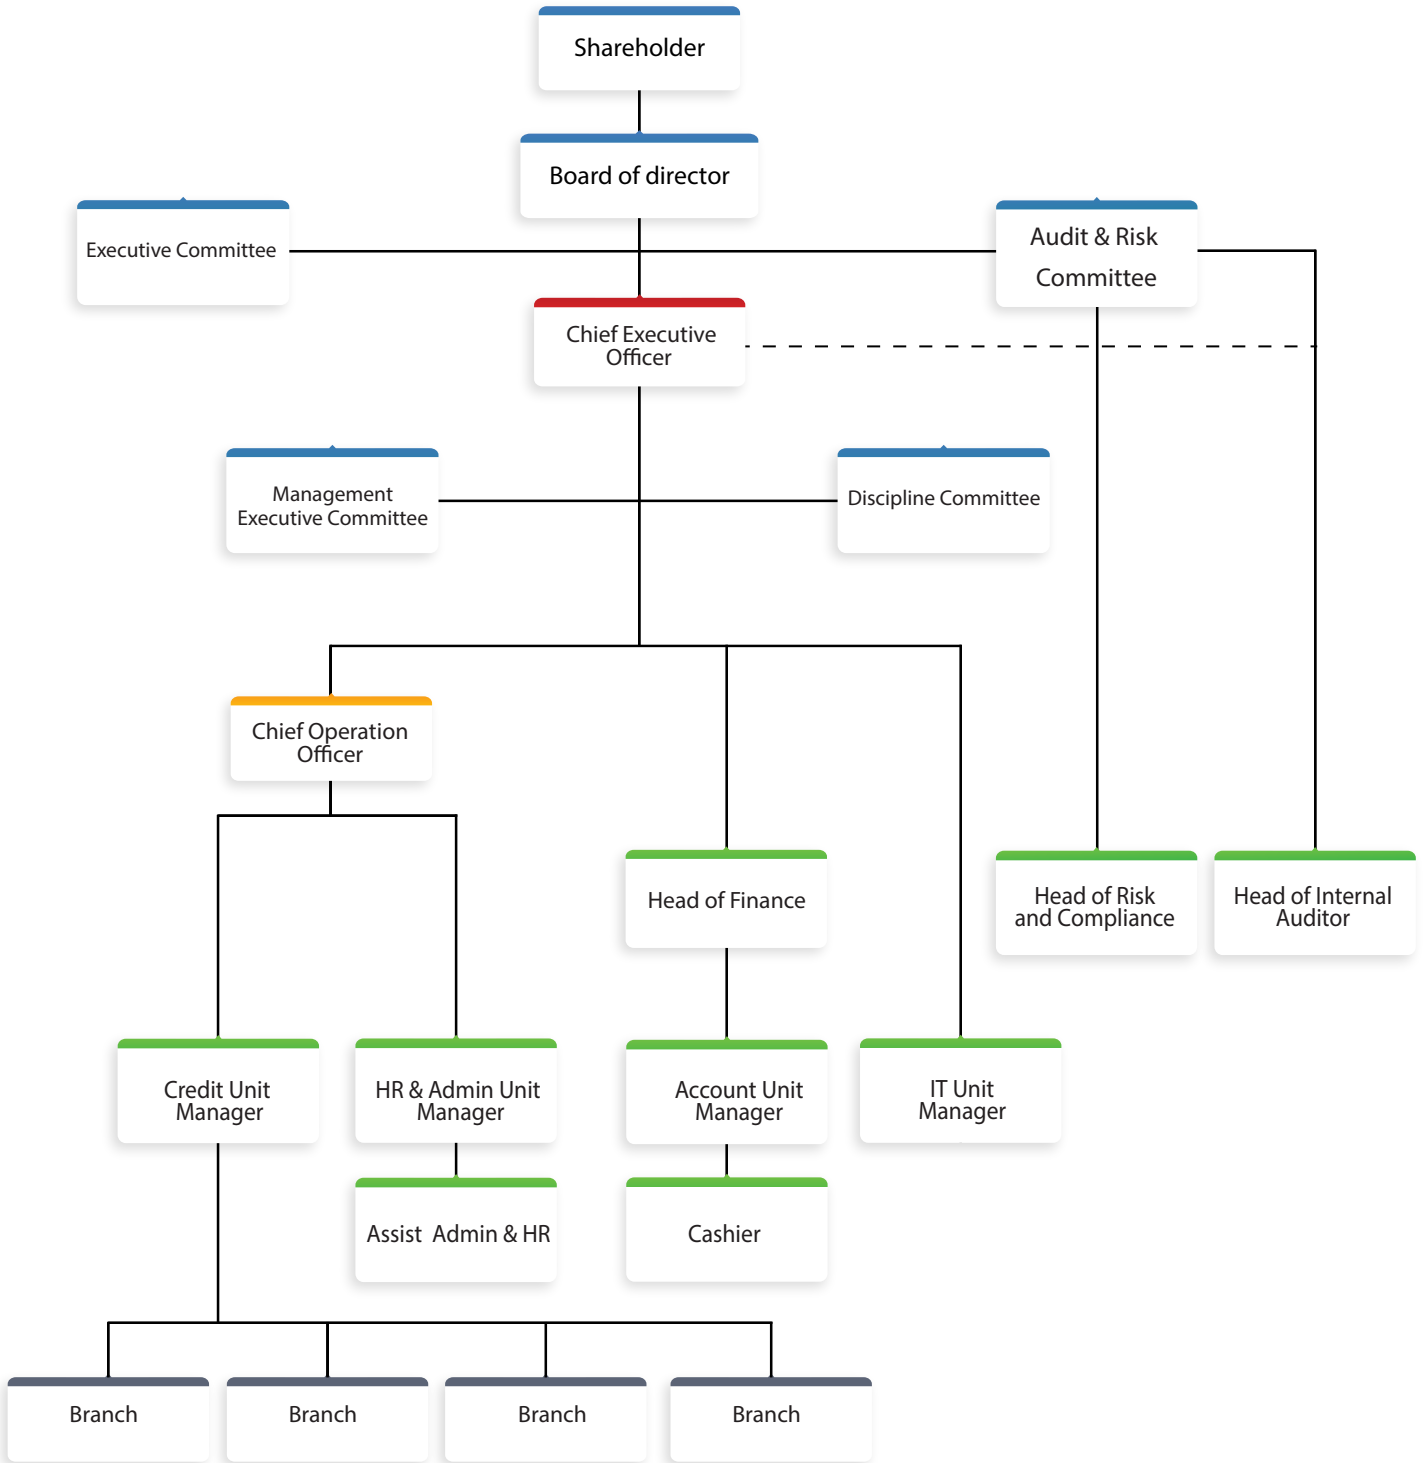 Shareholder
Board of director
Executive Committee
Audit & Risk
Committee
Chief Executive
Officer
Management
Executive Committee
Discipline Committee
Chief Operation
Officer
Head of Finance
Head of Risk
and Compliance
Head of Internal
Auditor
Credit Unit
Manager
HR & Admin Unit
Manager
Account Unit
Manager
IT Unit
Manager
Assist Admin & HR
Cashier
Branch
Branch
Branch
Branch